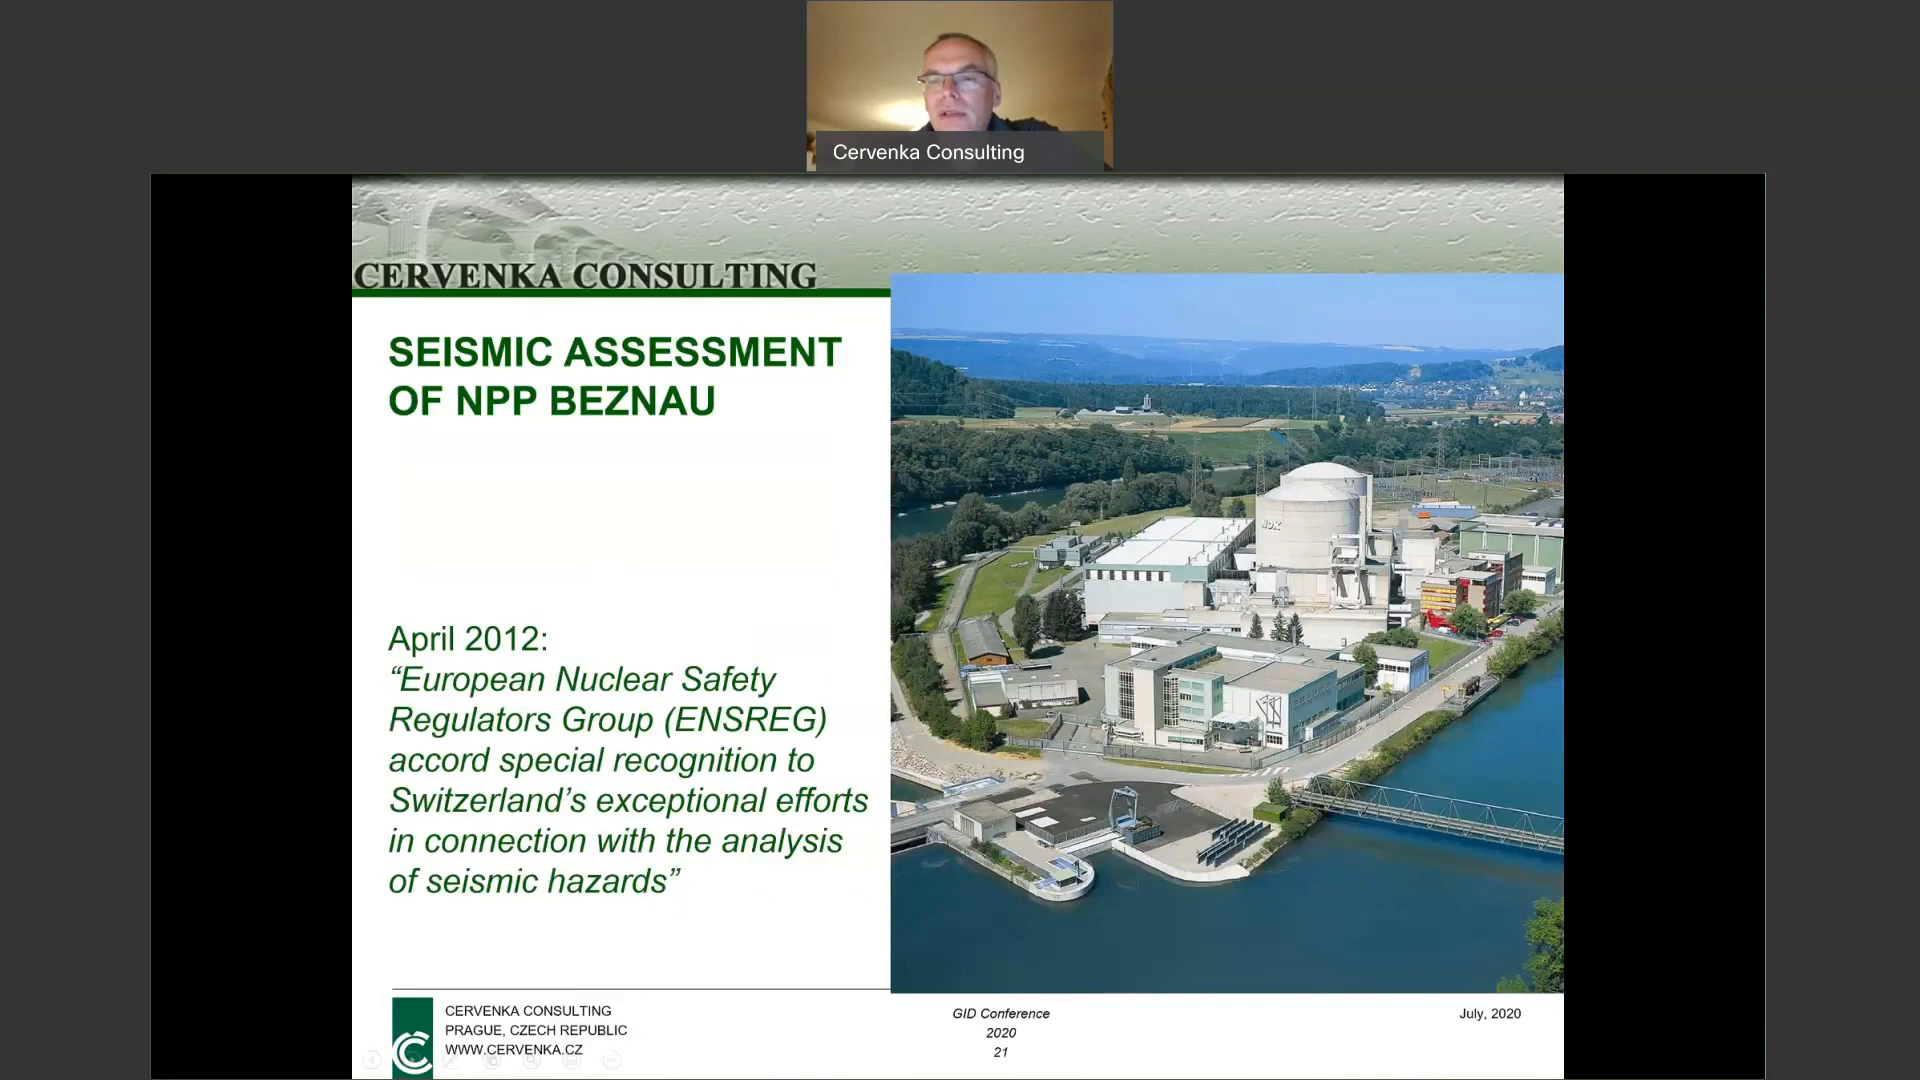 Cervenka Consulting
CERVENKA CONSULTING
SEISMIC ASSESSMENT
OF NPP BEZNAU
April 2012:
“European Nuclear Safety
Regulators Group (ENSREG)
accord special recognition to
Switzerland’s exceptional efforts
in connection with the analysis
of seismic hazards”
NOK
CERVENKA CONSULTING
PRAGUE, CZECH REPUBLIC
WWW.CERVENKA.CZ
GID Conference
2020
21
July, 2020